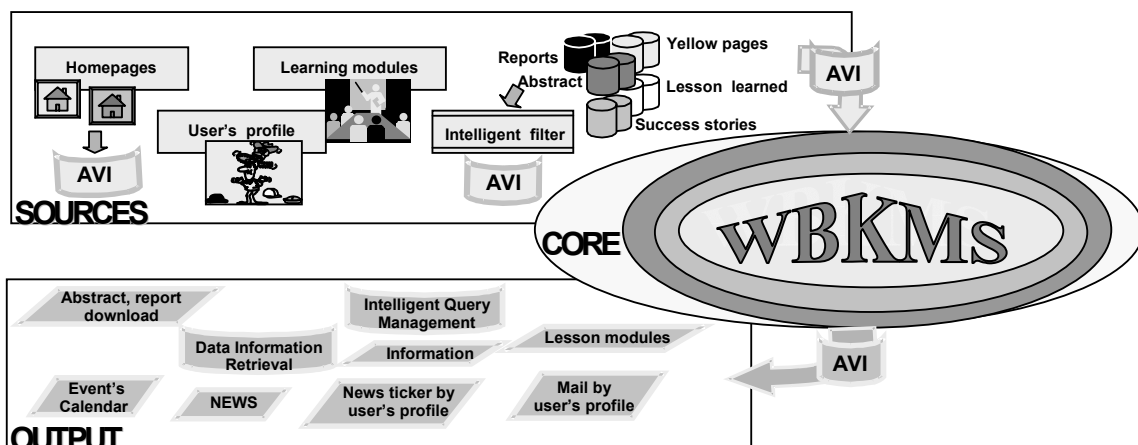 Homepages
AVI
User's profile
Learning modules
Reports
Abstract
Yellow pages
Lesson learned
Success stories
Intelligent filter
AVI
SOURCES
AVI
CORE
WBKMS
AVI
Abstract, report
download
Intelligent Query
Management
Data Information
Retrieval
Information
Lesson modules
Event's
Calendar
NEWS
News ticker by
user's profile
Mail by
user's profile
OUTPUT